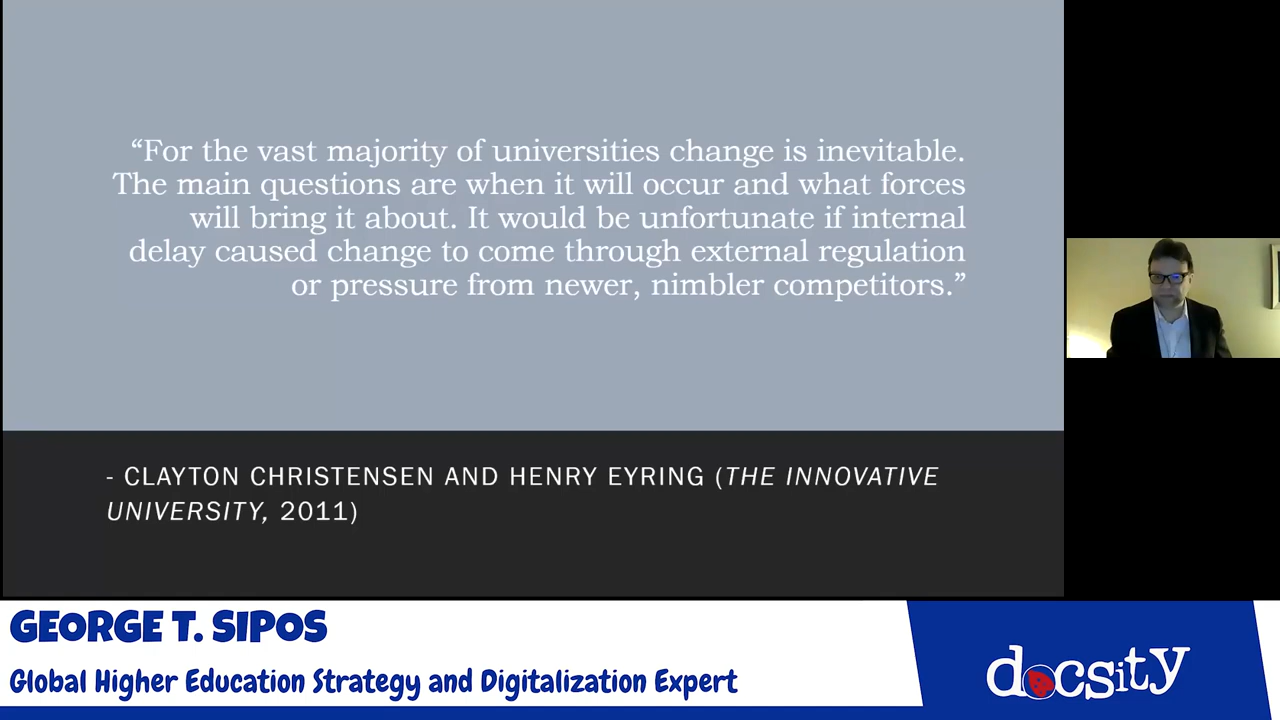 “For the vast majority of universities change is inevitable.
The main questions are when it will occur and what forces
will bring it about. It would be unfortunate if internal
delay caused change to come through external regulation
or pressure from newer, nimbler competitors.”
- CLAYTON CHRISTENSEN AND HENRY EYRING (THE INNOVATIVE
UNIVERSITY, 2011)
GEORGE T. SIPOS
Global Higher Education Strategy and Digitalization Expert
docsity